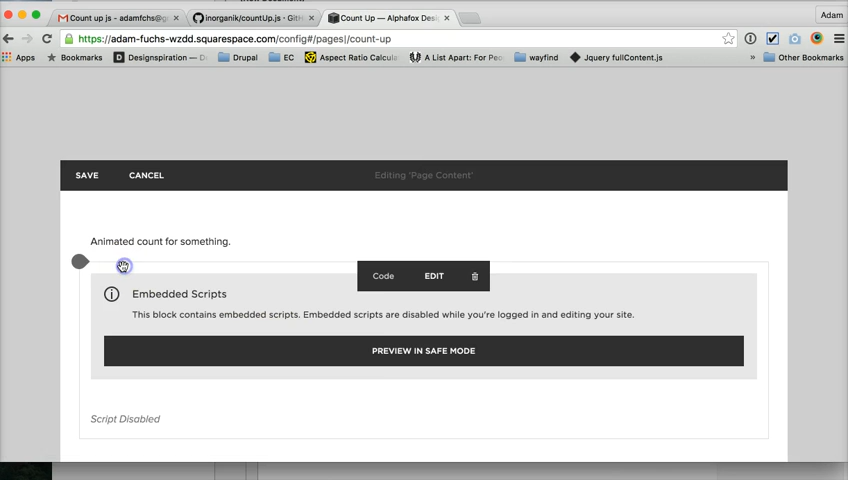 Count up js - adamfchs@g
inorganik/countUp.js · GitH
Count Up — Alphafox Desi
Adam
https://adam-fuchs-wzdd.squarespace.com/config#/pages|/count-up
Apps
Bookmarks
Designspiration — D
Drupal
EC
Aspect Ratio Calcula
A List Apart: For Peo
wayfind
Jquery fullContent.js
»
Other Bookmarks
SAVE
CANCEL
Editing 'Page Content'
Animated count for something.
Code
EDIT
Embedded Scripts
This block contains embedded scripts. Embedded scripts are disabled while you're logged in and editing your site.
PREVIEW IN SAFE MODE
Script Disabled